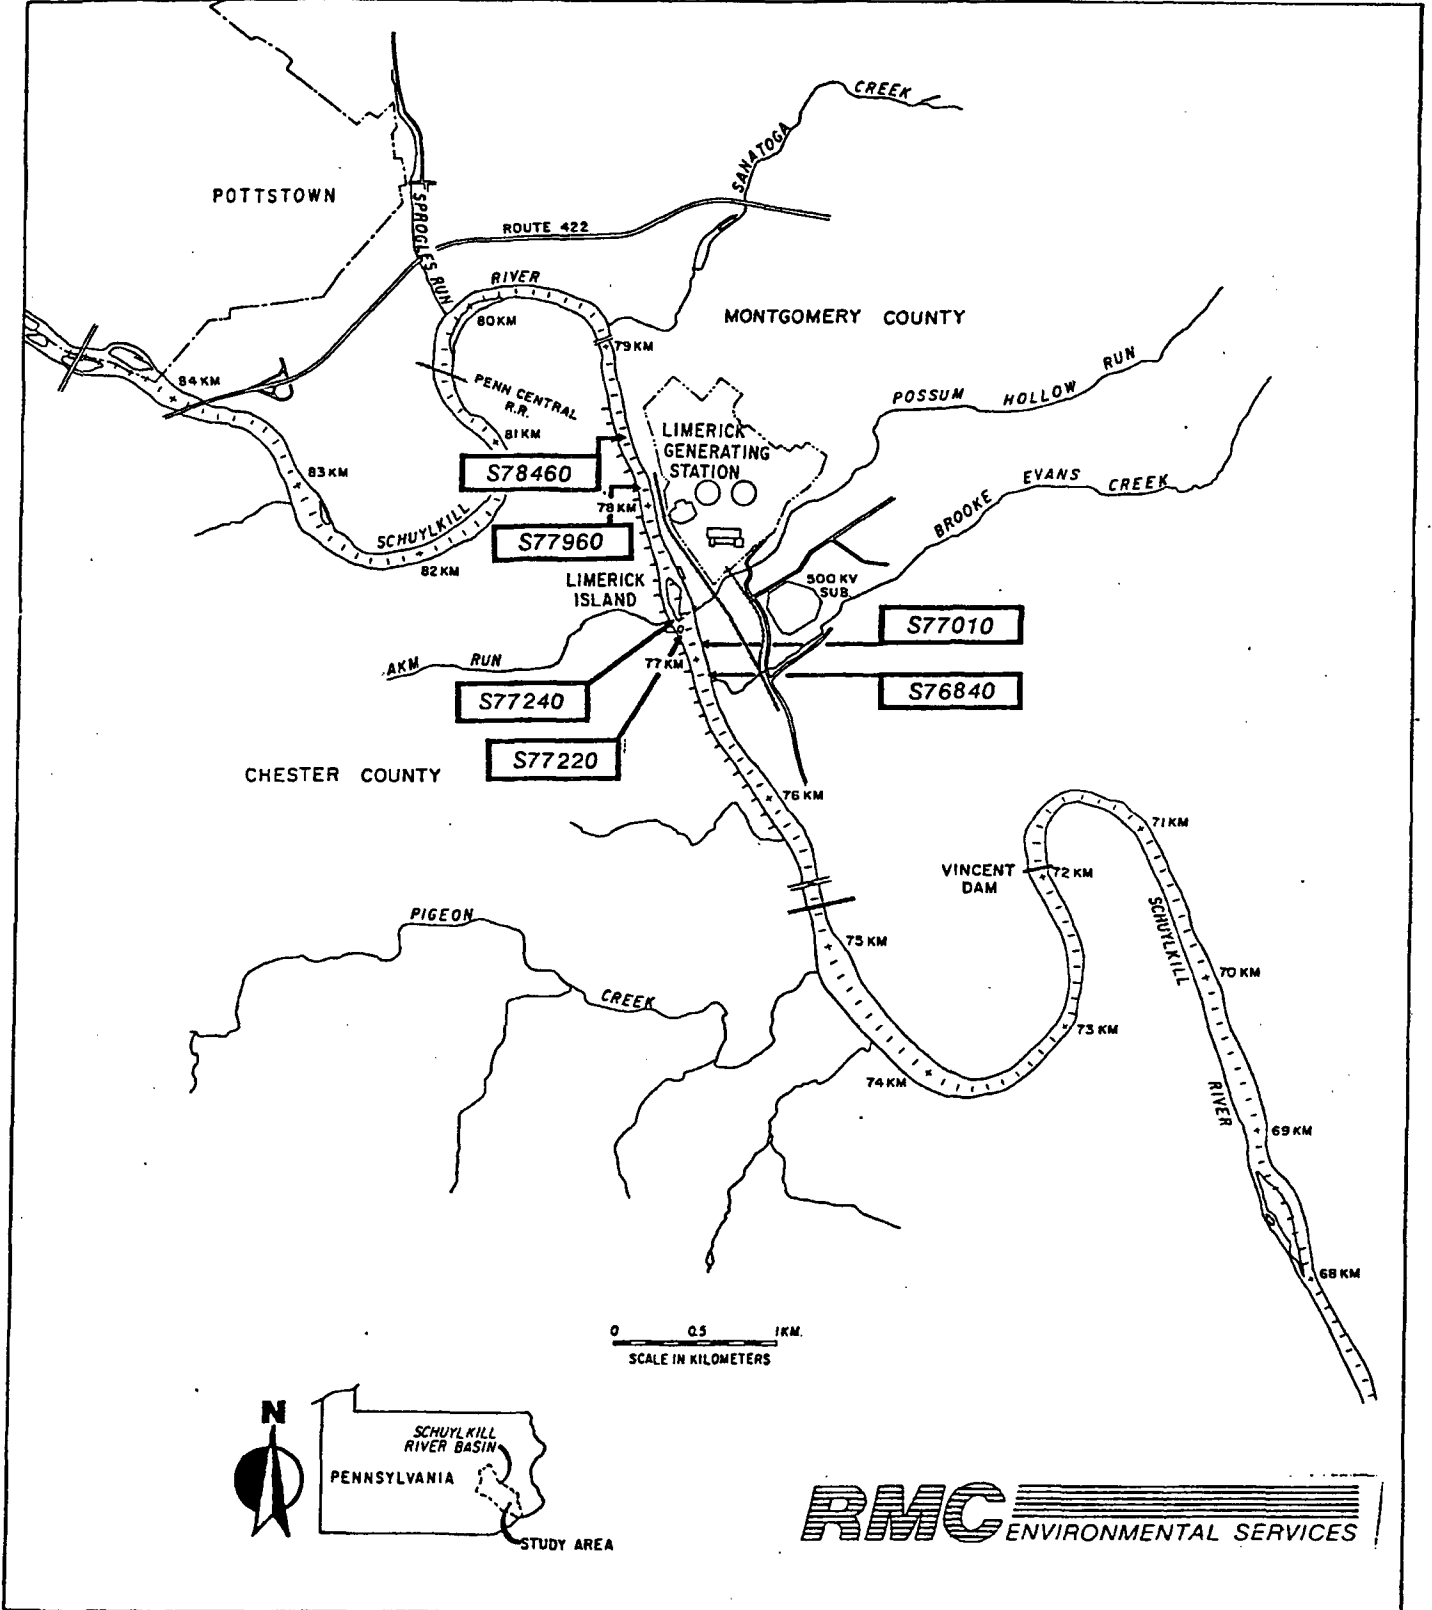 CREEK
SANATOGA
POTTSTOWN
SPROGLES RUN
ROUTE 422
RIVER
80 KM
MONTGOMERY COUNTY
79 KM
84 KM
PENN CENTRAL
R.R.
POSSUM HOLLOW RUN
81 KM
LIMERICK
GENERATING
STATION
S78460
83 KM
EVANS
CREEK
BROOKE
78 KM
SCHUYLKILL
S77960
82 KM
LIMERICK
ISLAND
500 KV
SUB.
S77010
AKM RUN
77 KM
S77240
S76840
S77220
CHESTER COUNTY
76 KM
71 KM
VINCENT
DAM
72 KM
SCHUYLKILL
PIGEON
75 KM
70 KM
CREEK
73 KM
74 KM
RIVER
69 KM
68 KM
0 0.5 1 KM.
SCALE IN KILOMETERS
N
SCHUYLKILL
RIVER BASIN
PENNSYLVANIA
STUDY AREA
RMC
ENVIRONMENTAL SERVICES